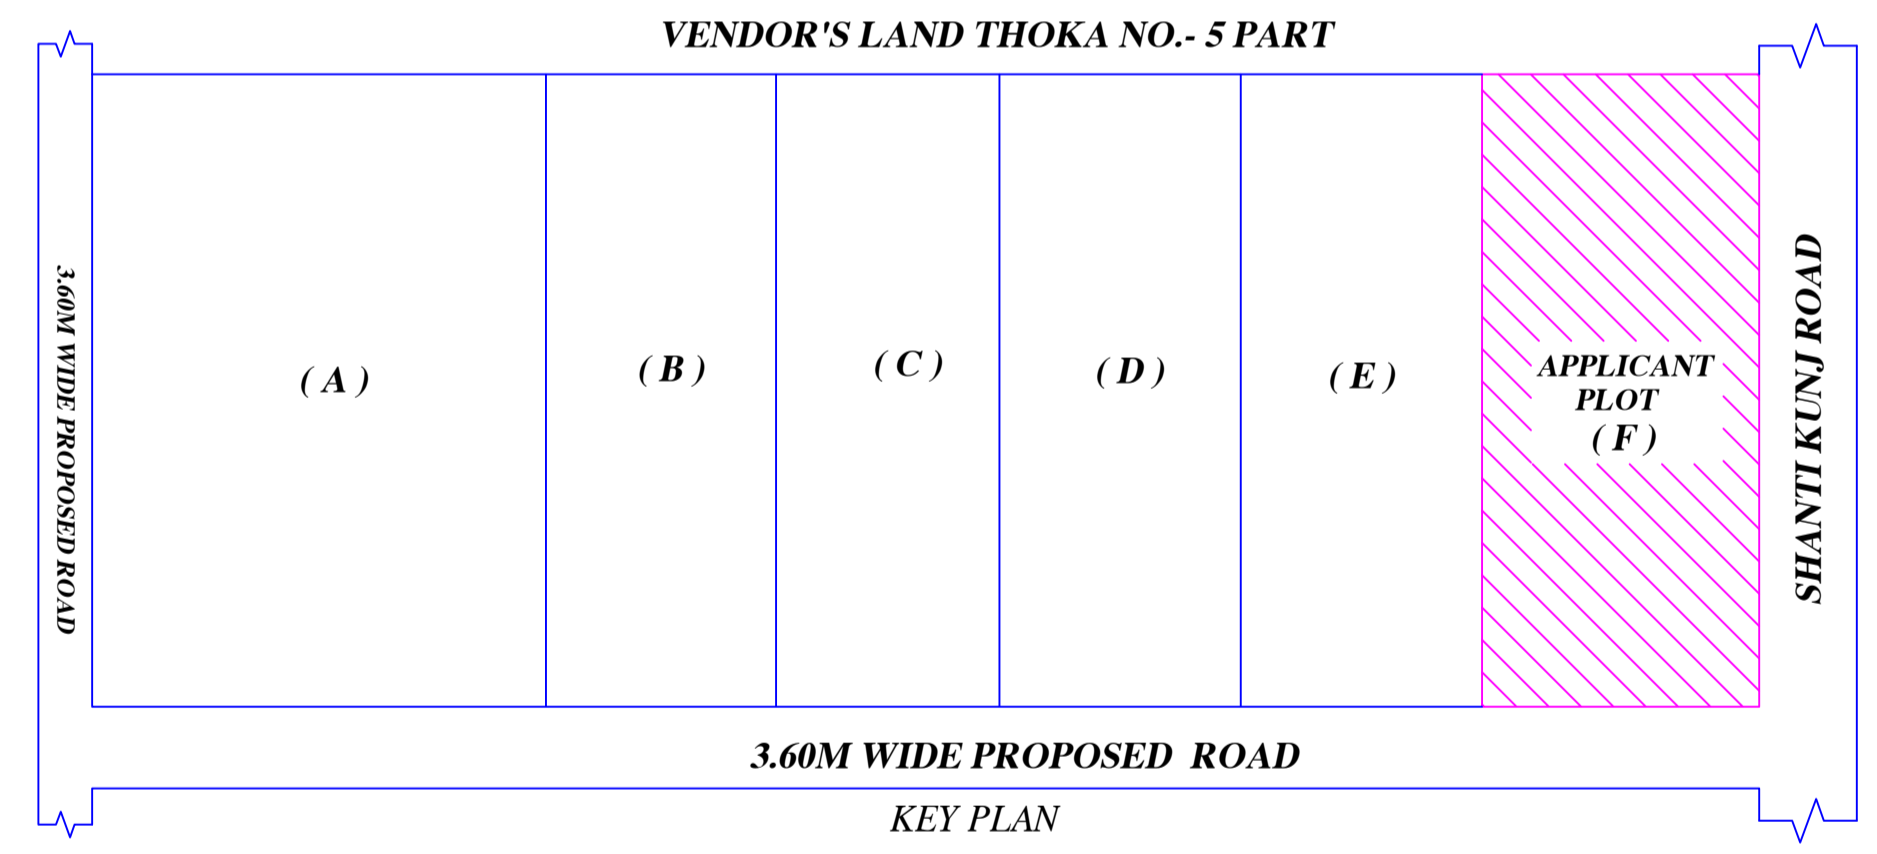 VENDOR'S LAND THOKA NO.- 5 PART
3.60M WIDE PROPOSED ROAD
( A )
( B )
( C )
( D )
( E )
APPLICANT
PLOT
( F )
SHANTI KUNJ ROAD
3.60M WIDE PROPOSED ROAD
KEY PLAN